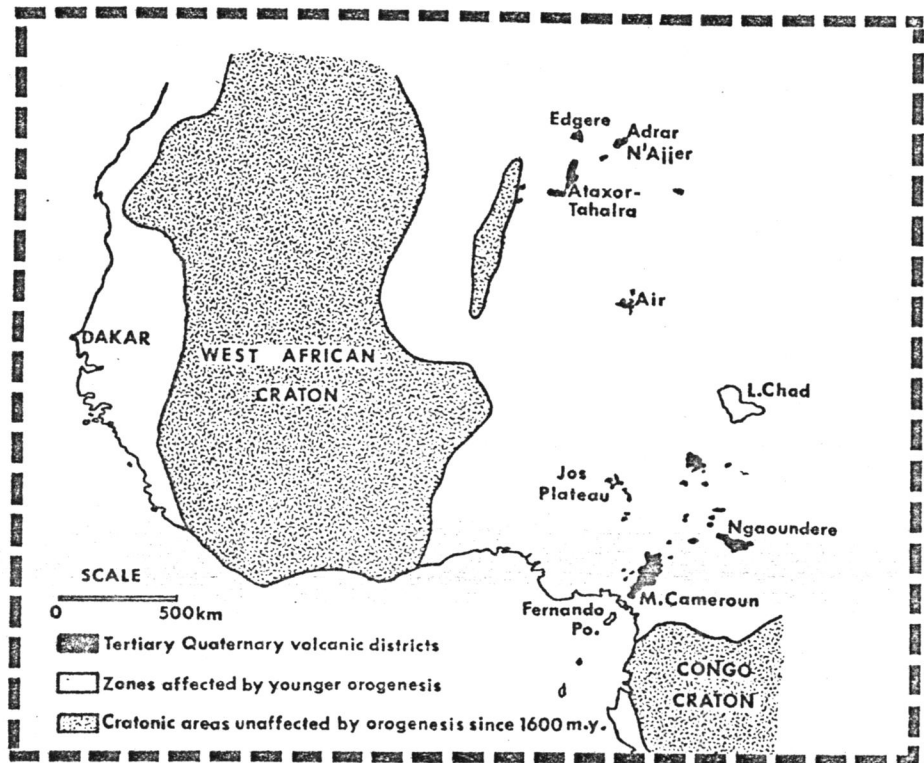 Edgere
Adrar
N'Ajjer
Ataxor-
Tahalra
Air
DAKAR
WEST AFRICAN
CRATON
L.Chad
Jos
Plateau
Ngaoundere
SCALE
0 500km
M.Cameroun
Fernando
Po.
Tertiary Quaternary volcanic districts
Zones affected by younger orogenesis
CONGO
CRATON
Cratonic areas unaffected by orogenesis since 1600 m.y.